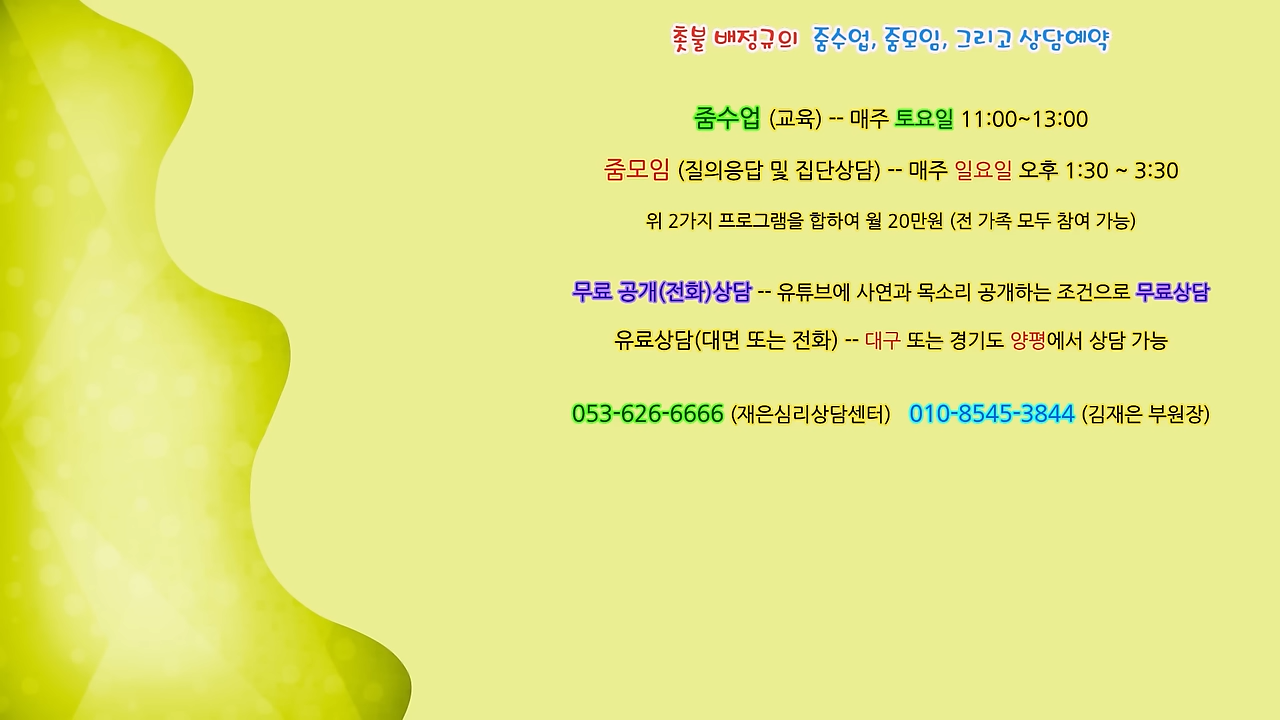 촛불 배정규의 줌수업, 줌모임, 그리고 상담예약
줌수업 (교육) -- 매주 토요일 11:00~13:00
줌모임 (질의응답 및 집단상담) -- 매주 일요일 오후 1:30 ~ 3:30
위 2가지 프로그램을 합하여 월 20만원 (전 가족 모두 참여 가능)
무료 공개(전화)상담 -- 유튜브에 사연과 목소리 공개하는 조건으로 무료상담
유료상담(대면 또는 전화) -- 대구 또는 경기도 양평에서 상담 가능
053-626-6666 (재은심리상담센터) 010-8545-3844 (김재은 부원장)